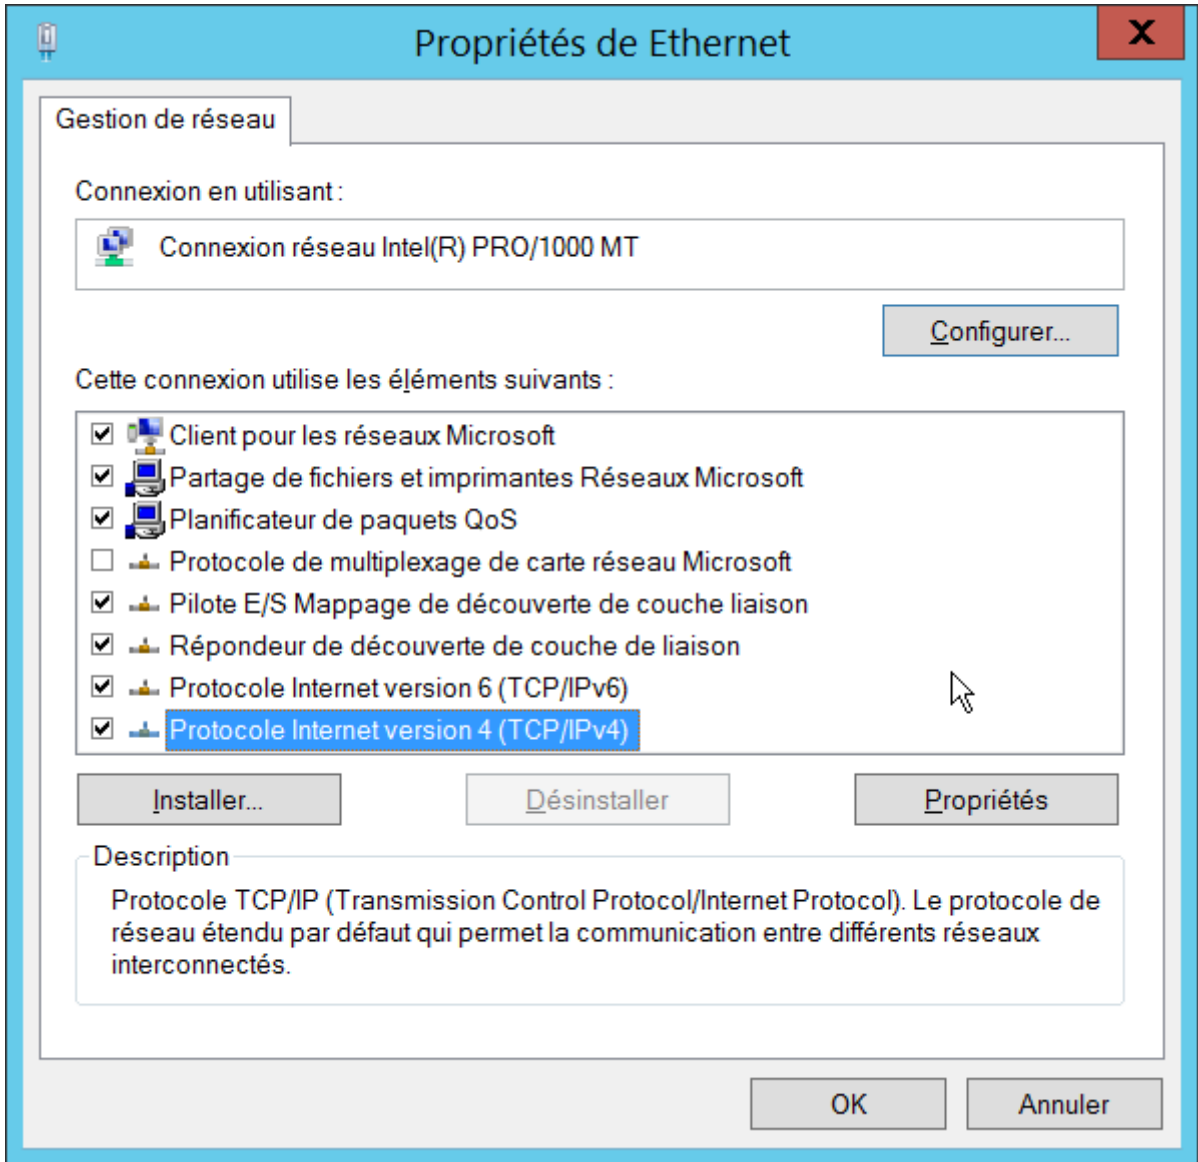 Propriétés de Ethernet
X
Gestion de réseau
Connexion en utilisant :
Connexion réseau Intel(R) PRO/1000 MT
Configurer...
Cette connexion utilise les éléments suivants :
Client pour les réseaux Microsoft
Partage de fichiers et imprimantes Réseaux Microsoft
Planificateur de paquets QoS
Protocole de multiplexage de carte réseau Microsoft
Pilote E/S Mappage de découverte de couche liaison
Répondeur de découverte de couche de liaison
Protocole Internet version 6 (TCP/IPv6)
Protocole Internet version 4 (TCP/IPv4)
Installer... Désinstaller Propriétés
Description
Protocole TCP/IP (Transmission Control Protocol/Internet Protocol). Le protocole de
réseau étendu par défaut qui permet la communication entre différents réseaux
interconnectés.
OK Annuler